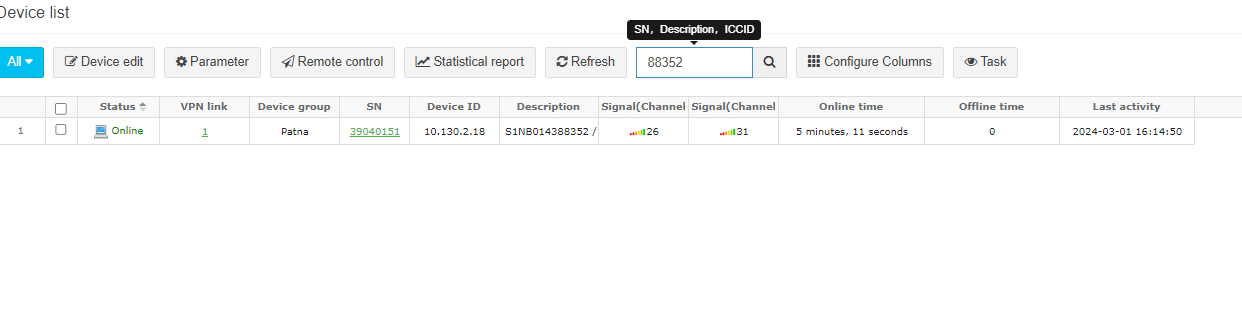 Device list
SN, Description, ICCID
All Device edit Parameter Remote control Statistical report Refresh 88352 Configure Columns Task
Status VPN link Device group SN Device ID Description Signal(Channel Signal(Channel Online time Offline time Last activity
1 Online 1 Patna 39040151 10.130.2.18 S1NB014388352 / 26 31 5 minutes, 11 seconds 0 2024-03-01 16:14:50